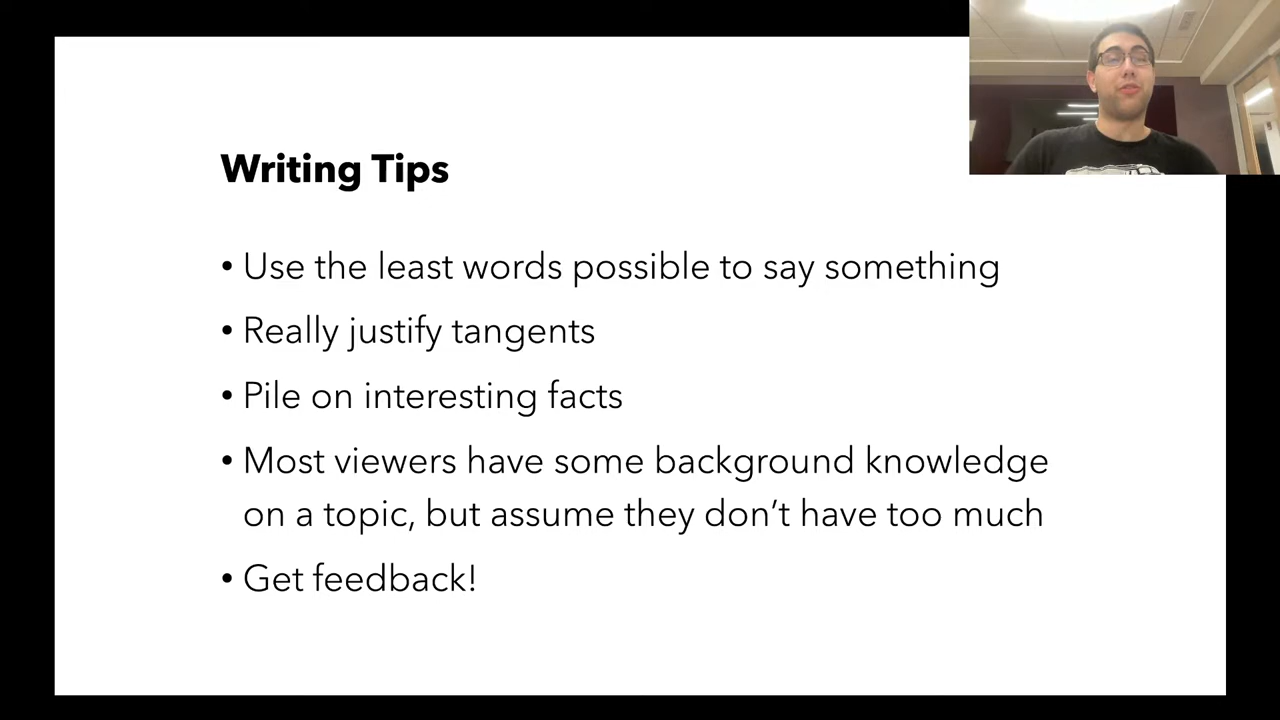 Writing Tips
• Use the least words possible to say something
• Really justify tangents
• Pile on interesting facts
• Most viewers have some background knowledge
on a topic, but assume they don't have too much
• Get feedback!